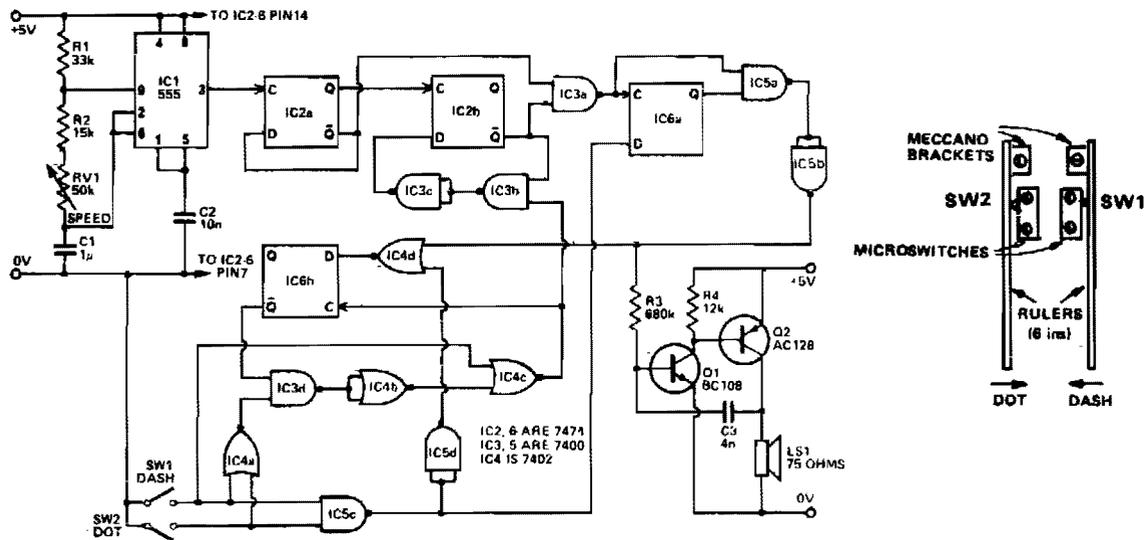 +5V
TO IC2-6 PIN14
R1
33k
R2
15k
RV1
50k
SPEED
C1
1µ
0V
4
8
IC1
555
9
3
2
6
1
5
C2
10n
TO IC2-6
PIN7
C
Q
IC2a
D
Q
C
Q
IC2b
D
Q
IC3a
C
Q
IC6a
D
IC5a
IC5b
IC3c
IC3b
Q
D
IC6b
Q
C
IC4d
IC3d
IC4b
IC4c
IC4a
IC5d
IC5c
IC2, 6 ARE 7474
IC3, 5 ARE 7400
IC4 IS 7402
SW1
DASH
SW2
DOT
R3
680k
R4
12k
+5V
Q2
AC128
Q1
BC108
C3
4n
LS1
75 OHMS
0V
MECCANO
BRACKETS
SW2
SW1
MICROSWITCHES
RULERS
(6 ins)
DOT
DASH